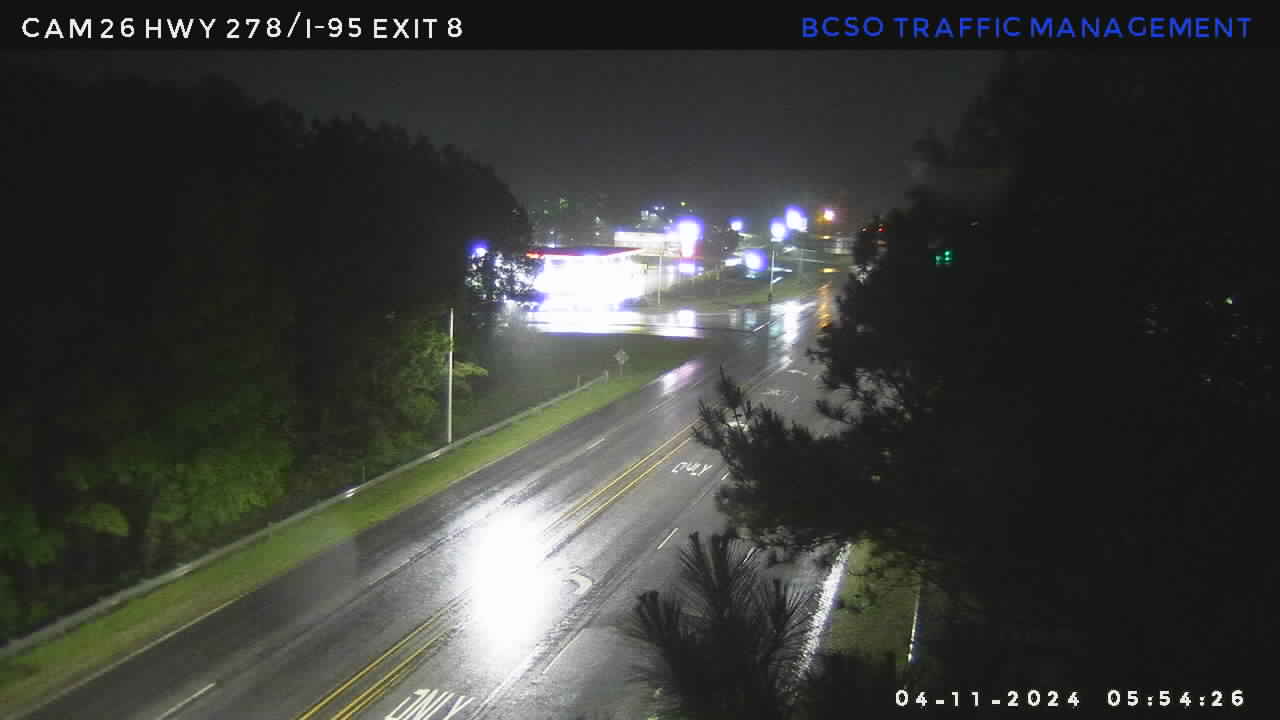 CAM26 HWY 278/I-95 EXIT 8
BCSO TRAFFIC MANAGEMENT
ONLY
ONLY
04-11-2024 05:54:26